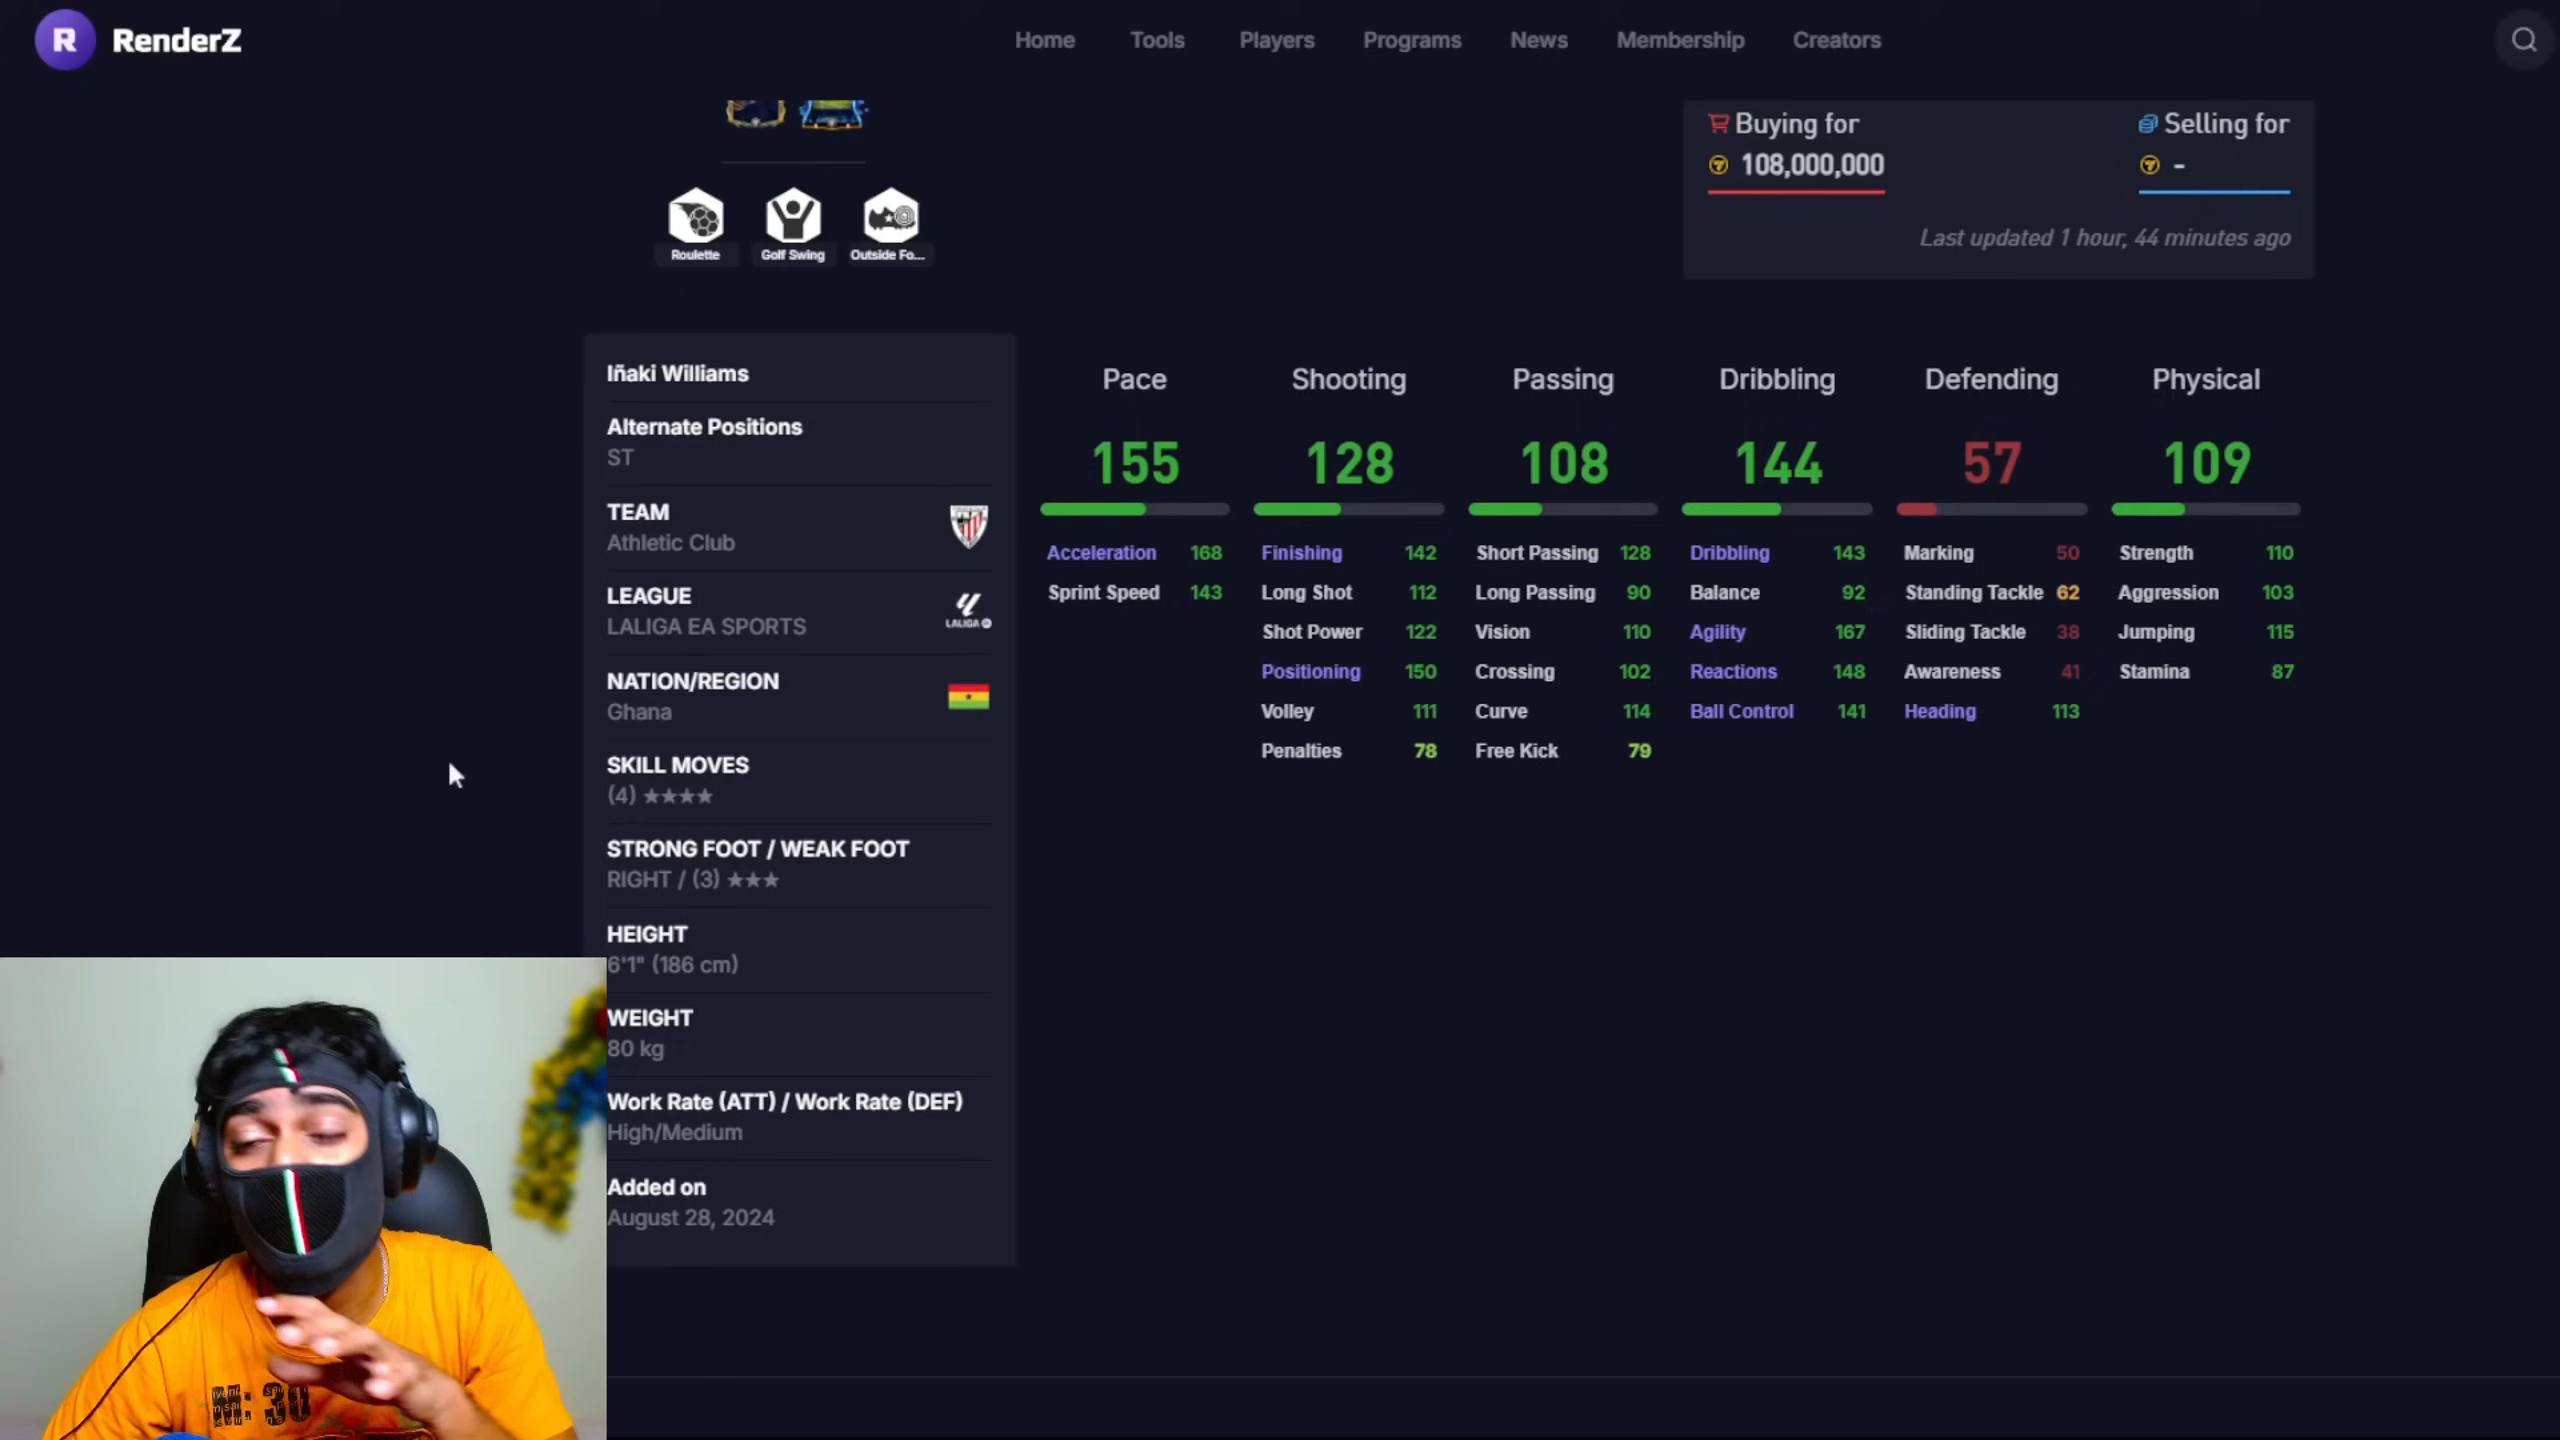 R RenderZ
Home Tools Players Programs News Membership Creators
Buying for
108,000,000
Selling for
-
Last updated 1 hour, 44 minutes ago
Roulette
Golf Swing
Outside Fo...
Iñaki Williams
Alternate Positions
ST
TEAM
Athletic Club
LEAGUE
LALIGA EA SPORTS
LALIGA
NATION/REGION
Ghana
SKILL MOVES
(4) ★★★★
STRONG FOOT / WEAK FOOT
RIGHT / (3) ★★★
HEIGHT
6'1" (186 cm)
WEIGHT
80 kg
Work Rate (ATT) / Work Rate (DEF)
High/Medium
Added on
August 28, 2024
Pace
155
Acceleration 168
Sprint Speed 143
Shooting
128
Finishing 142
Long Shot 112
Shot Power 122
Positioning 150
Volley 111
Penalties 78
Passing
108
Short Passing 128
Long Passing 90
Vision 110
Crossing 102
Curve 114
Free Kick 79
Dribbling
144
Dribbling 143
Balance 92
Agility 167
Reactions 148
Ball Control 141
Defending
57
Marking 50
Standing Tackle 62
Sliding Tackle 38
Awareness 41
Heading 113
Physical
109
Strength 110
Aggression 103
Jumping 115
Stamina 87
M: 30